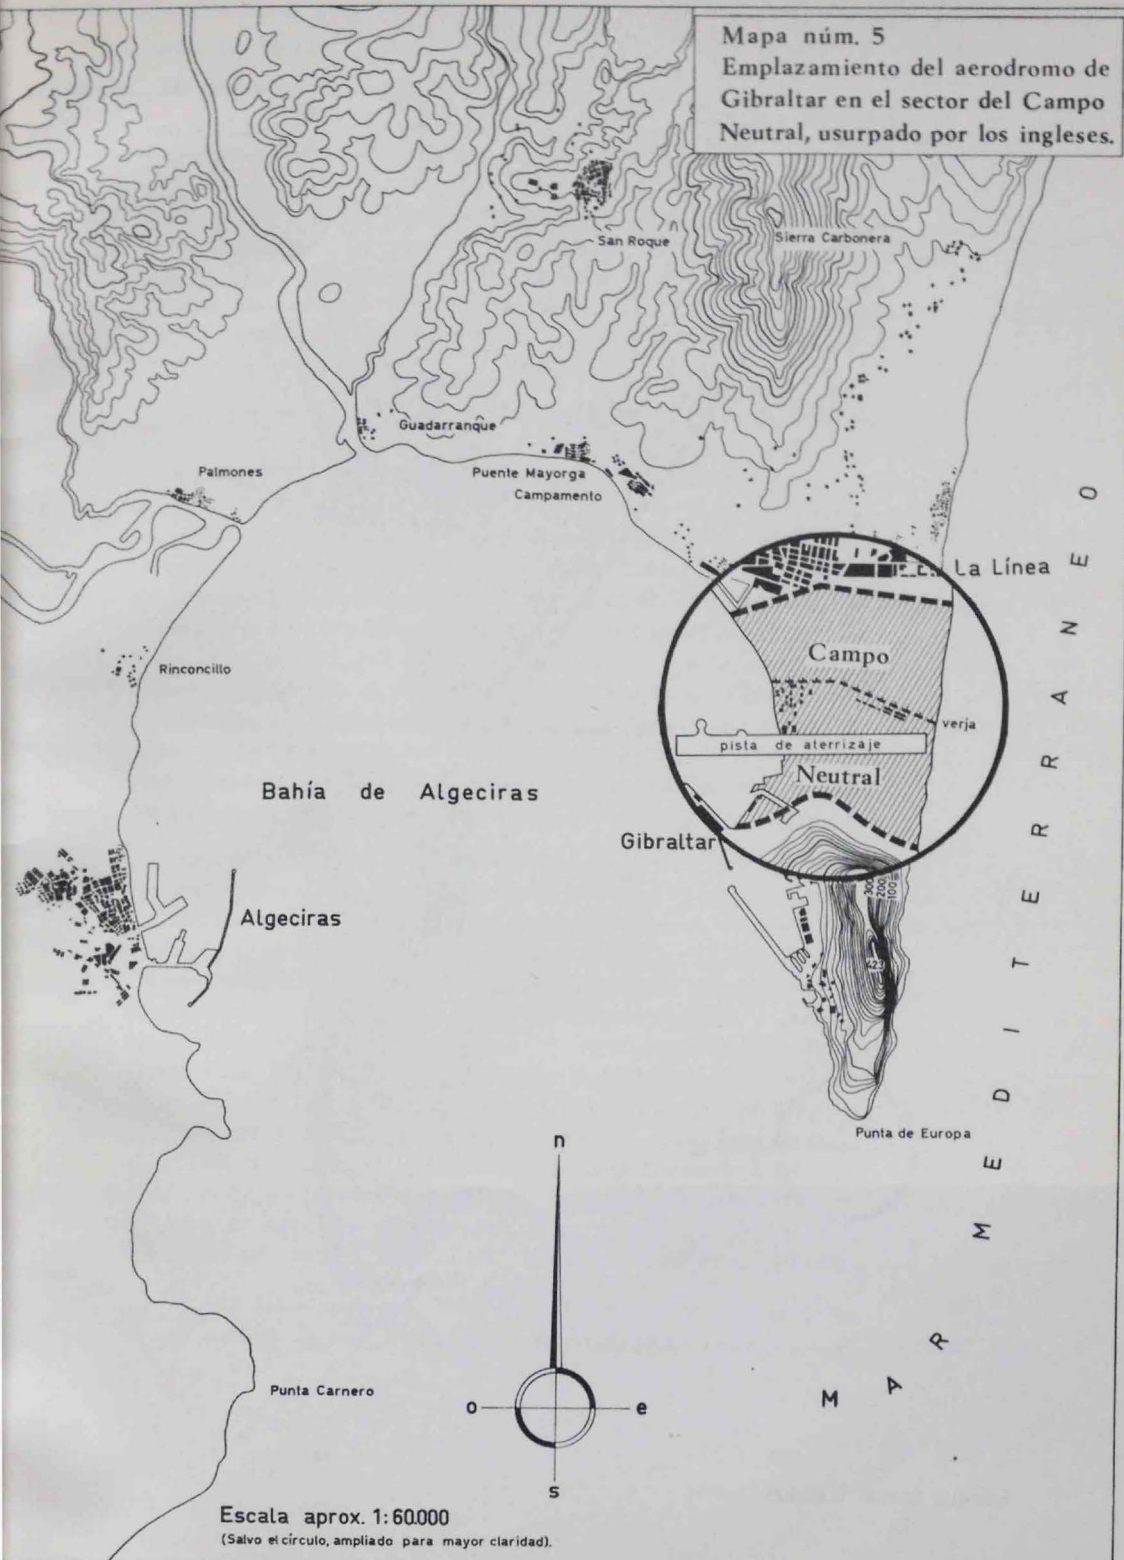 Mapa núm. 5
Emplazamiento del aerodromo de
Gibraltar en el sector del Campo
Neutral, usurpado por los ingleses.
San Roque
Sierra Carbonera
Guadarranque
Palmones
Puente Mayorga
Campamento
La Línea
Campo
Rinconcillo
verja
pista de aterrizaje
Neutral
Bahía de Algeciras
Gibraltar
300
200
100
Algeciras
423
MAR MEDITERRANEO
Punta de Europa
n
Punta Carnero
o
e
s
Escala aprox. 1:60.000
(Salvo el círculo, ampliado para mayor claridad).